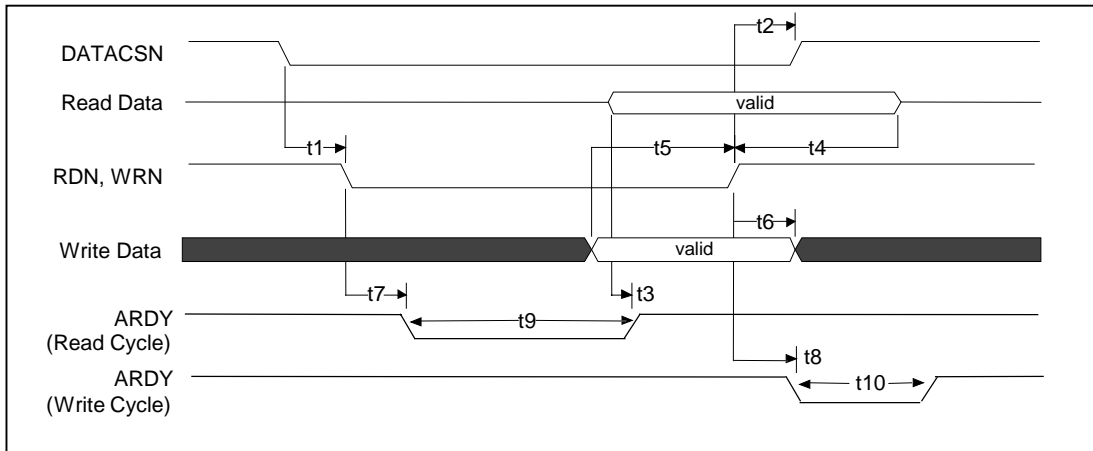 t2
DATACSN
Read Data
valid
t1
t5
t4
RDN, WRN
t6
Write Data
valid
t7
t3
ARDY
t9
(Read Cycle)
t8
ARDY
t10
(Write Cycle)